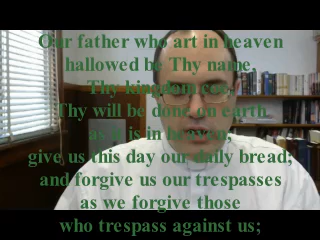 Our father who art in heaven
hallowed be Thy name,
Thy kingdom come,
Thy will be done on earth
as it is in heaven;
give us this day our daily bread;
and forgive us our trespasses
as we forgive those
who trespass against us;